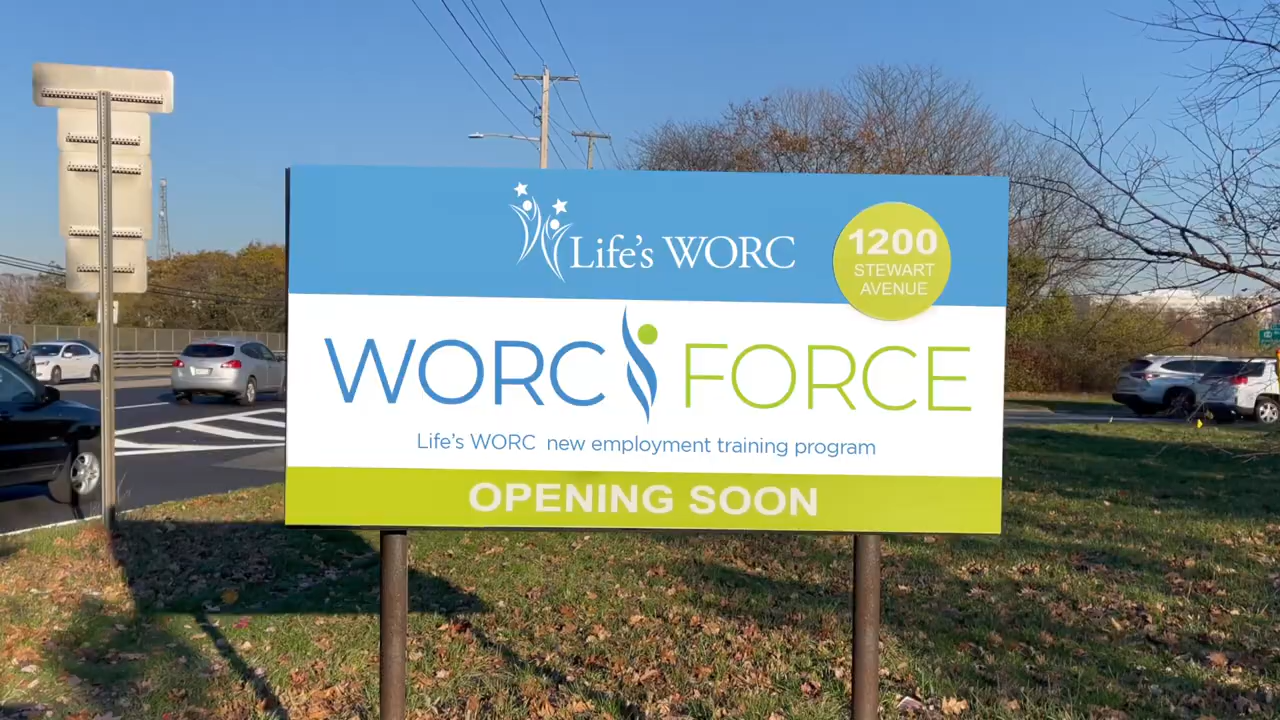 Life's WORC
1200
STEWART
AVENUE
WORC FORCE
Life's WORC new employment training program
OPENING SOON